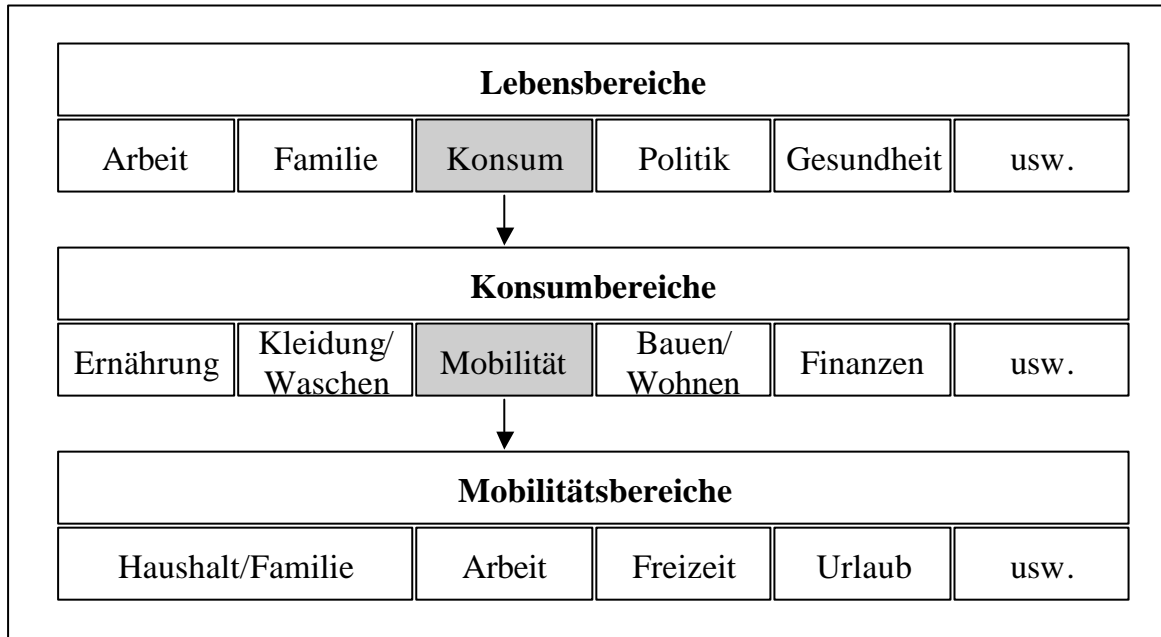 Lebensbereiche
Arbeit Familie Konsum Politik Gesundheit usw.
Konsumbereiche
Ernährung Kleidung/
Waschen Mobilität Bauen/
Wohnen Finanzen usw.
Mobilitätsbereiche
Haushalt/Familie Arbeit Freizeit Urlaub usw.